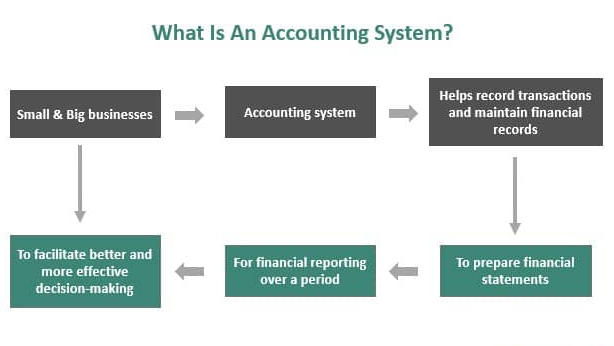 What Is An Accounting System?
Small & Big businesses
Accounting system
Helps record transactions
and maintain financial
records
To facilitate better and
more effective
decision-making
For financial reporting
over a period
To prepare financial
statements